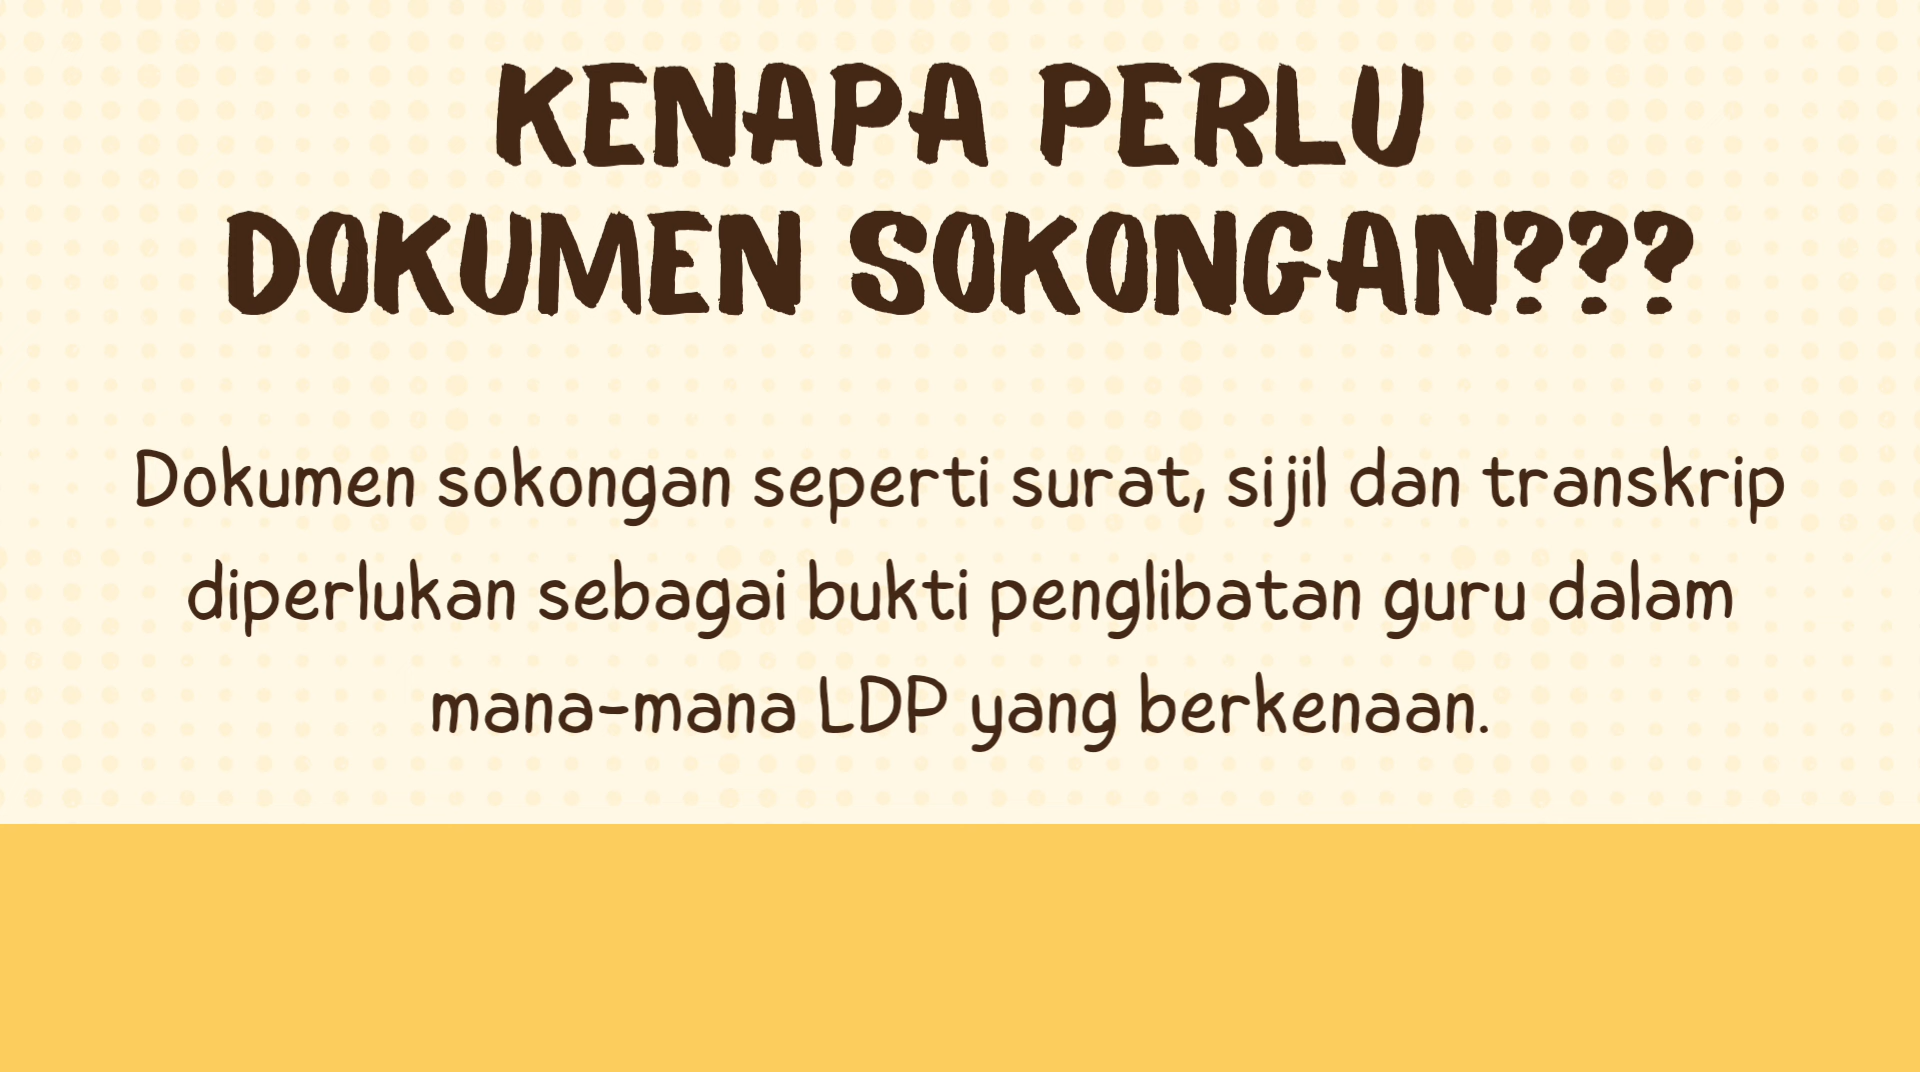 KENAPA PERLU
DOKUMEN SOKONGAN???
Dokumen sokongan seperti surat, sijil dan transkrip
diperlukan sebagai bukti penglibatan guru dalam
mana-mana LDP yang berkenaan.